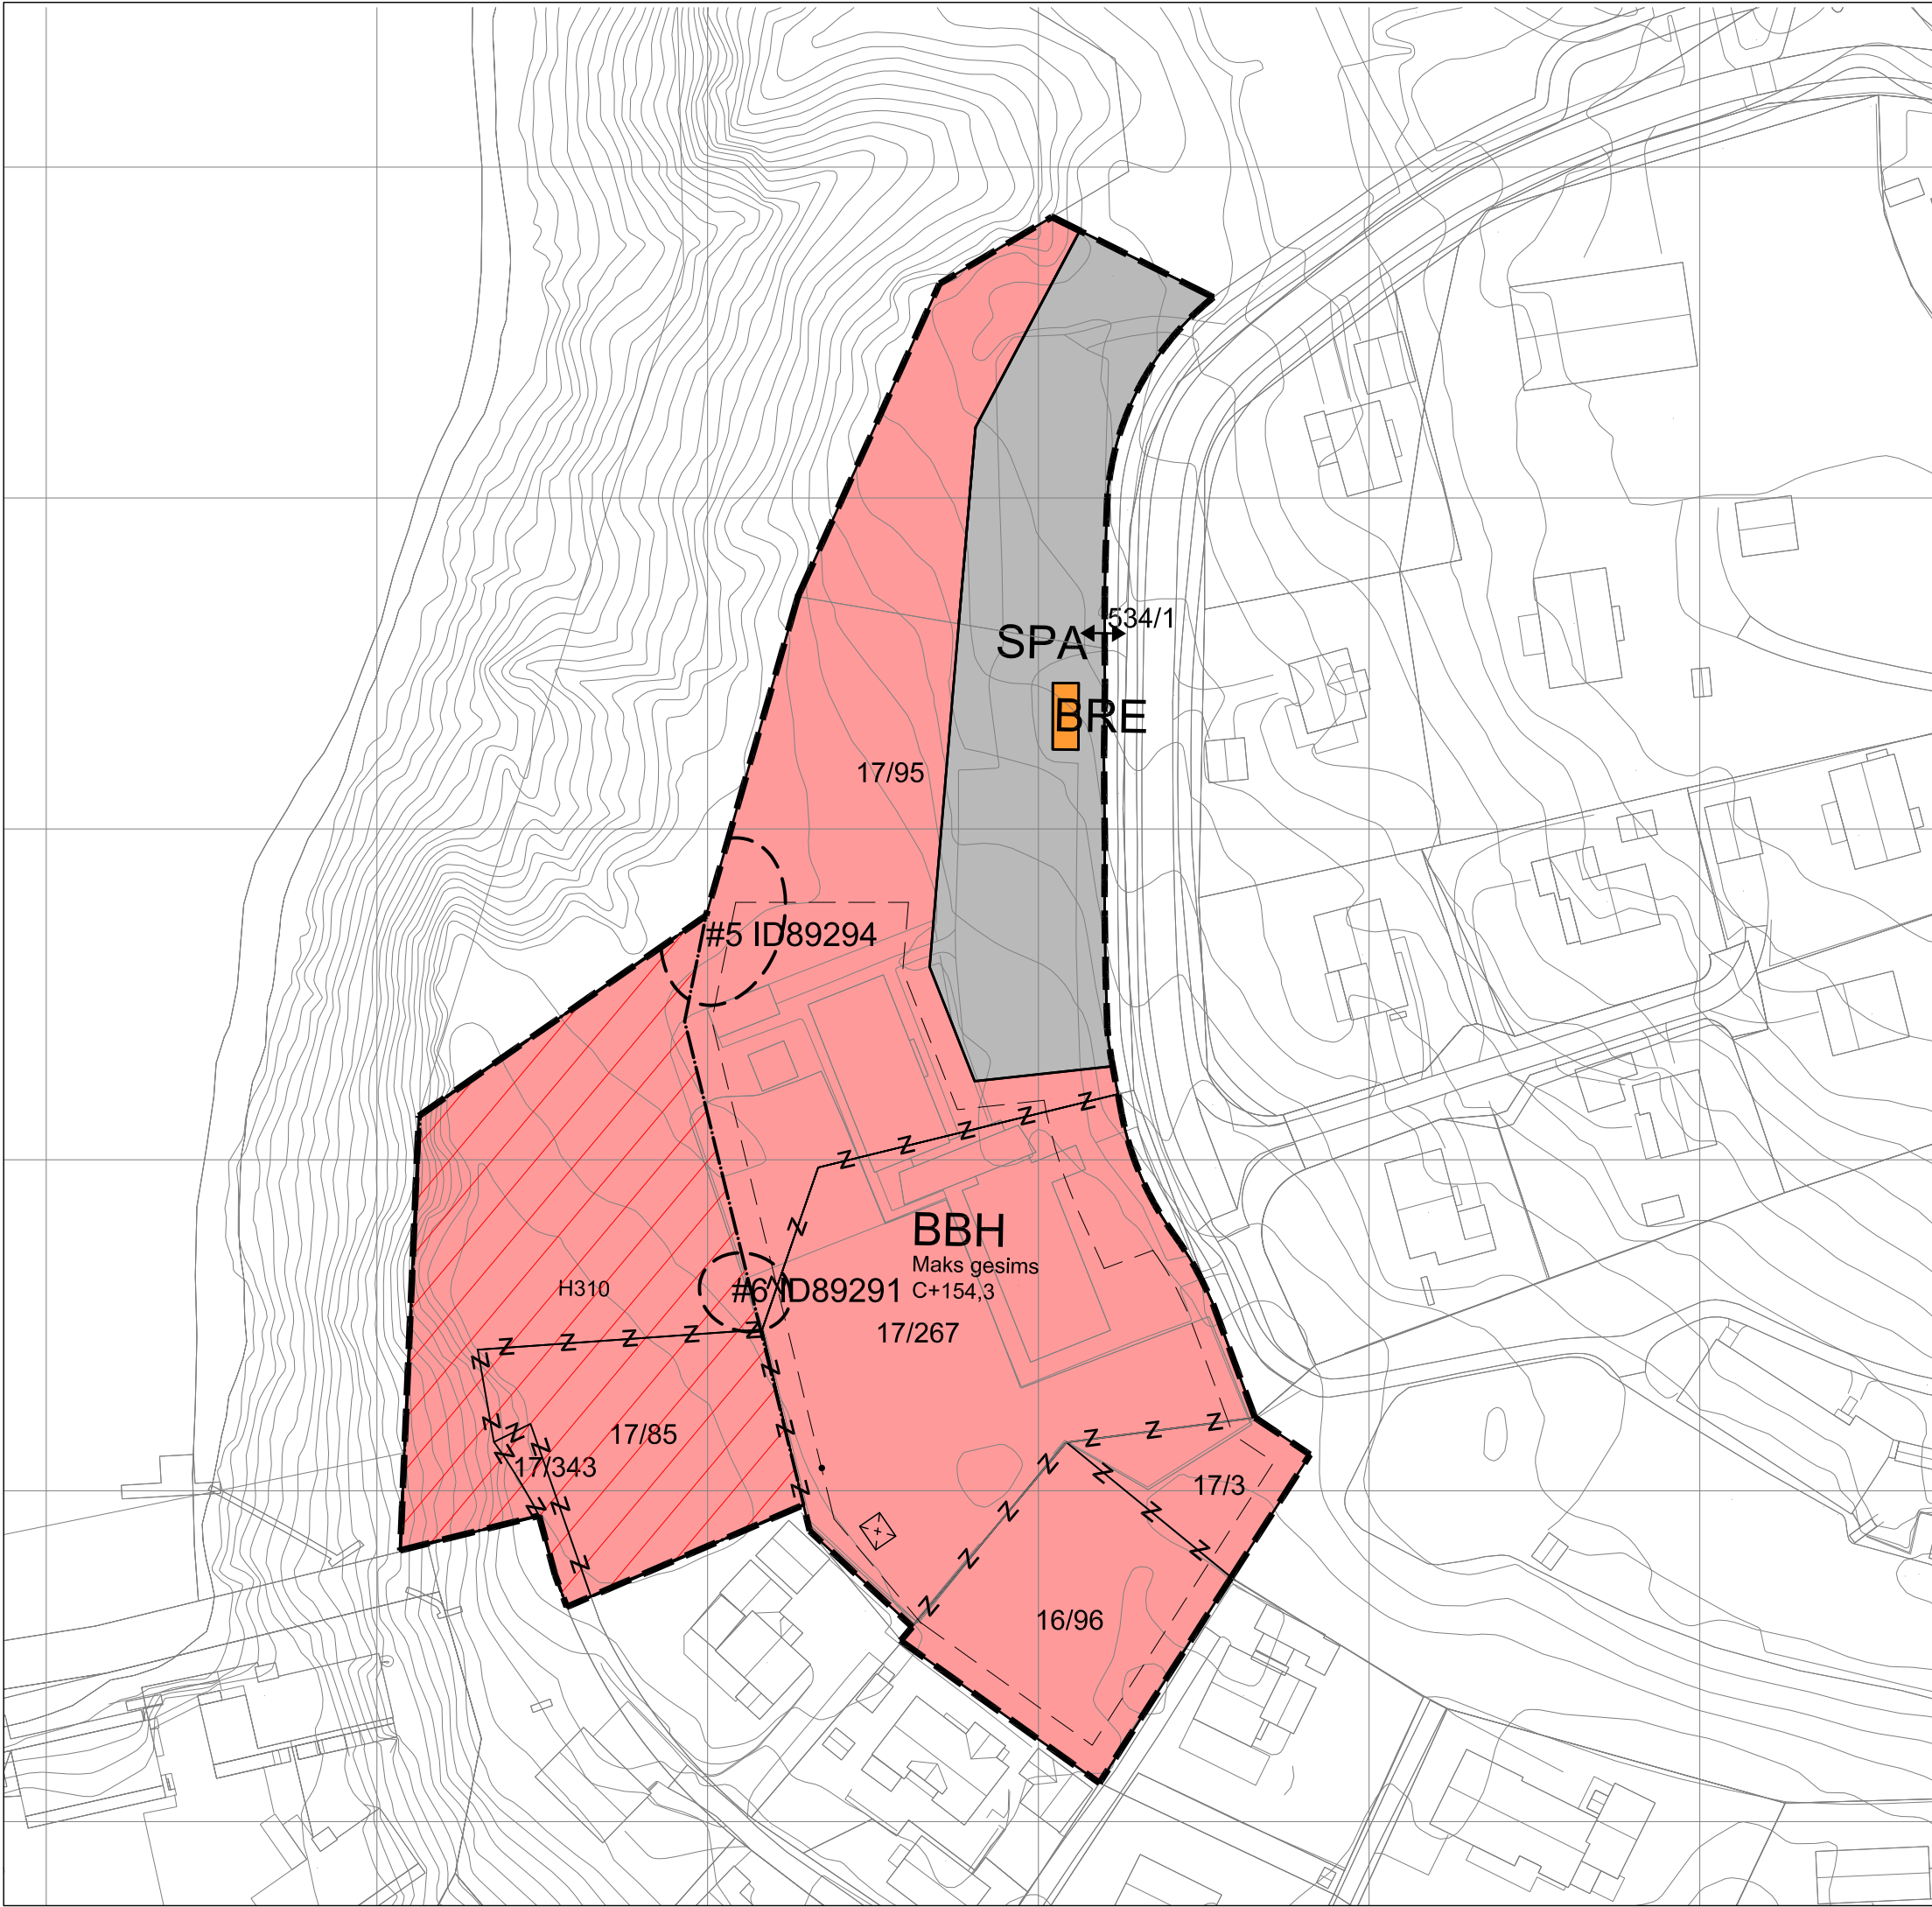 534/1
SPA
BRE
17/95
#5 ID89294
BBH
Maks gesims
C+154,3
H310
#6 ID89291
17/267
17/85
17/343
17/3
16/96